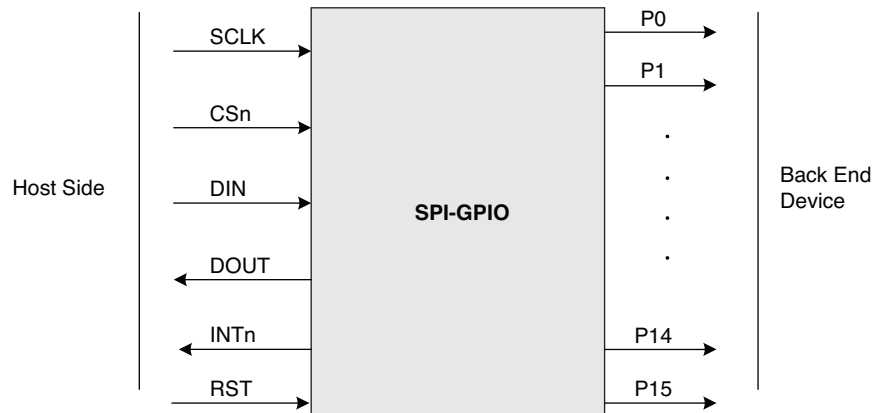 SCLK
CSn
DIN
DOUT
INTn
RST
Host Side
SPI-GPIO
P0
P1
P14
P15
Back End
Device